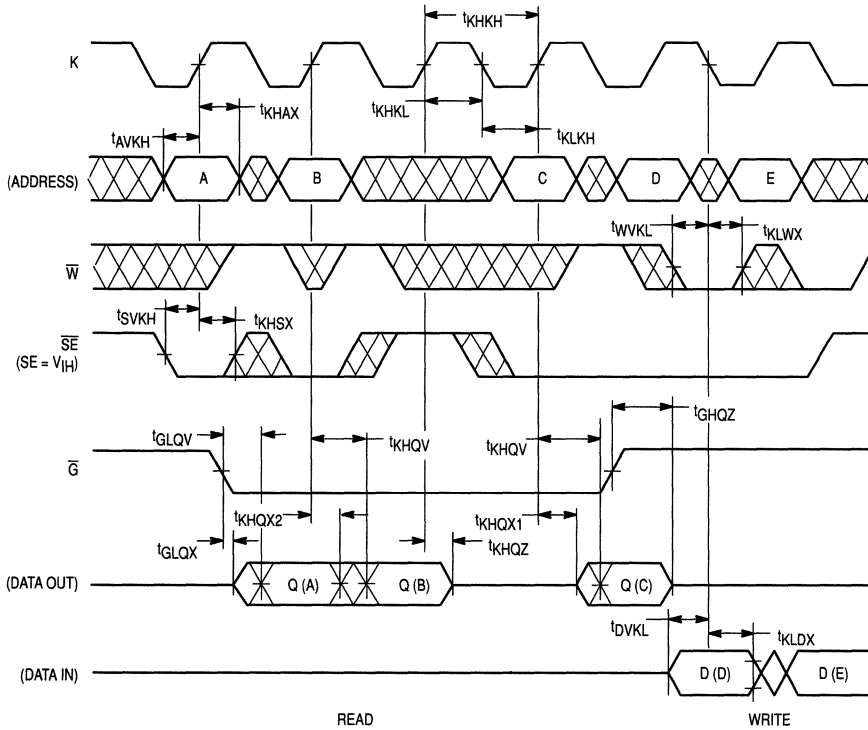 tKHKH
K
tKHAX
tKHKL
tAVKH
tKLKH
(ADDRESS)
A
B
C
D
E
tWVKL
tKLWX
W
tSVKH
tKHSX
SE
(SE = VIH)
tGHQZ
tGLQV
tKHQV
tKHQV
G
tKHQX2
tKHQX1
tGLQX
tKHQZ
(DATA OUT)
Q (A)
Q (B)
Q (C)
tDVKL
tKLDX
(DATA IN)
D (D)
D (E)
READ
WRITE